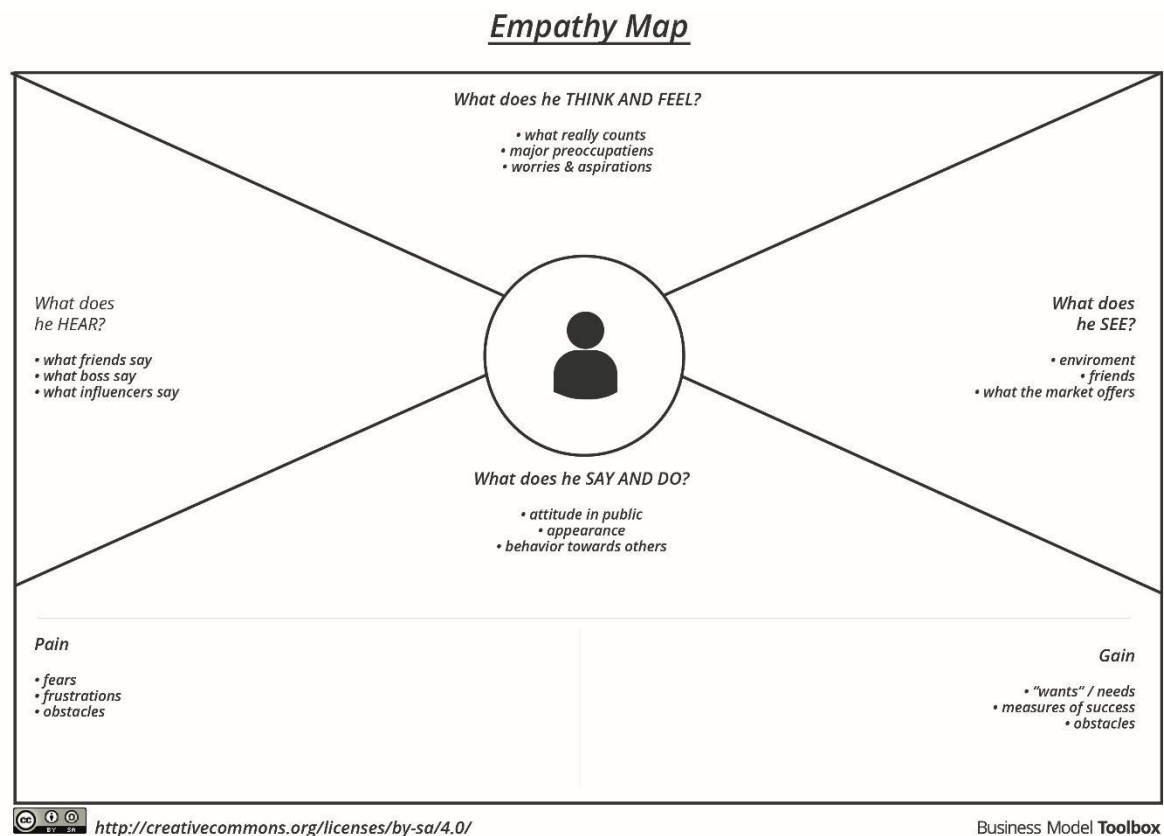 Empathy Map
What does he THINK AND FEEL?
• what really counts
• major preoccupatiens
• worries & aspirations
What does
he HEAR?
• what friends say
• what boss say
• what influencers say
What does
he SEE?
• enviroment
• friends
• what the market offers
What does he SAY AND DO?
• attitude in public
• appearance
• behavior towards others
Pain
• fears
• frustrations
• obstacles
Gain
• “wants” / needs
• measures of success
• obstacles
cc BY SA http://creativecommons.org/licenses/by-sa/4.0/
Business Model Toolbox